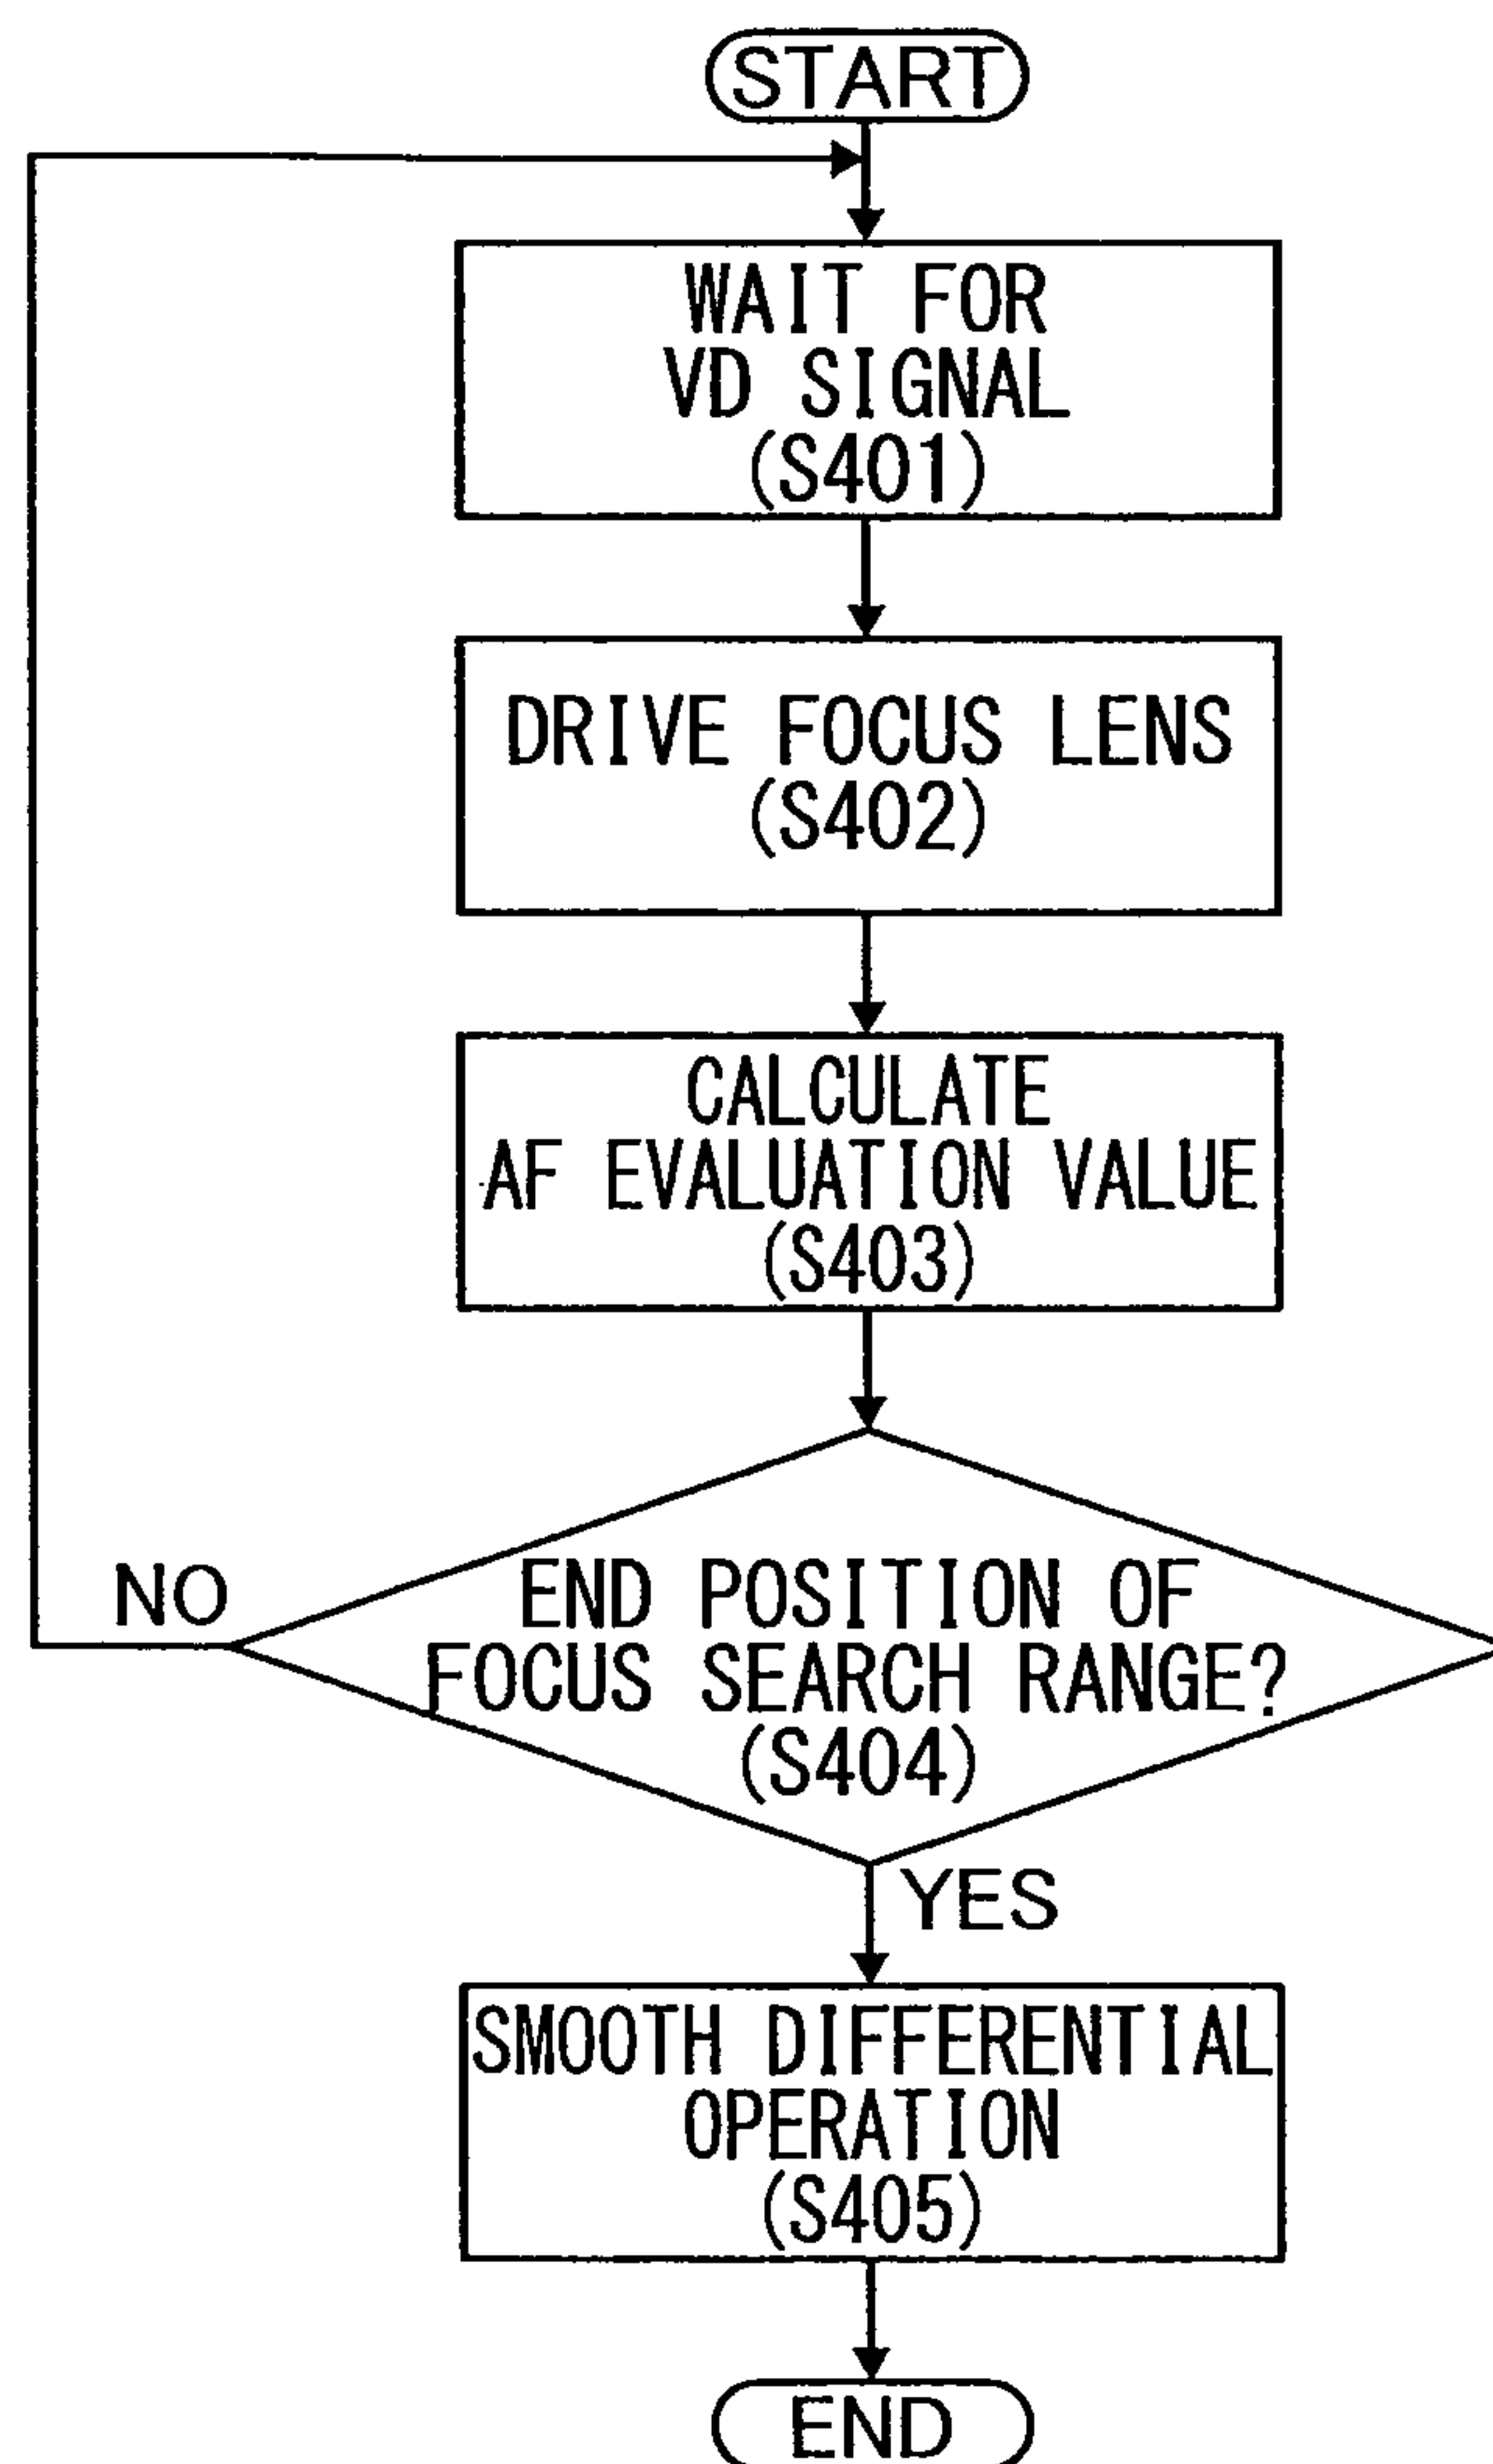 START
WAIT FOR
VD SIGNAL
(S401)
DRIVE FOCUS LENS
(S402)
CALCULATE
AF EVALUATION VALUE
(S403)
END POSITION OF
FOCUS SEARCH RANGE?
(S404)
NO
YES
SMOOTH DIFFERENTIAL
OPERATION
(S405)
END